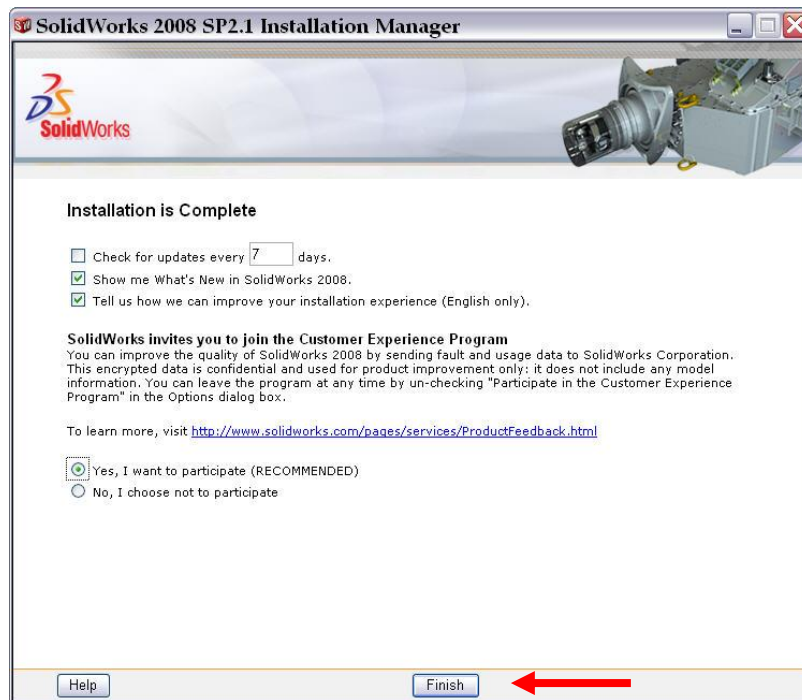 SolidWorks 2008 SP2.1 Installation Manager
SolidWorks
Installation is Complete
Check for updates every 7 days.
Show me What's New in SolidWorks 2008.
Tell us how we can improve your installation experience (English only).
SolidWorks invites you to join the Customer Experience Program
You can improve the quality of SolidWorks 2008 by sending fault and usage data to SolidWorks Corporation.
This encrypted data is confidential and used for product improvement only: it does not include any model
information. You can leave the program at any time by un-checking "Participate in the Customer Experience
Program" in the Options dialog box.
To learn more, visit http://www.solidworks.com/pages/services/ProductFeedback.html
Yes, I want to participate (RECOMMENDED)
No, I choose not to participate
Help
Finish